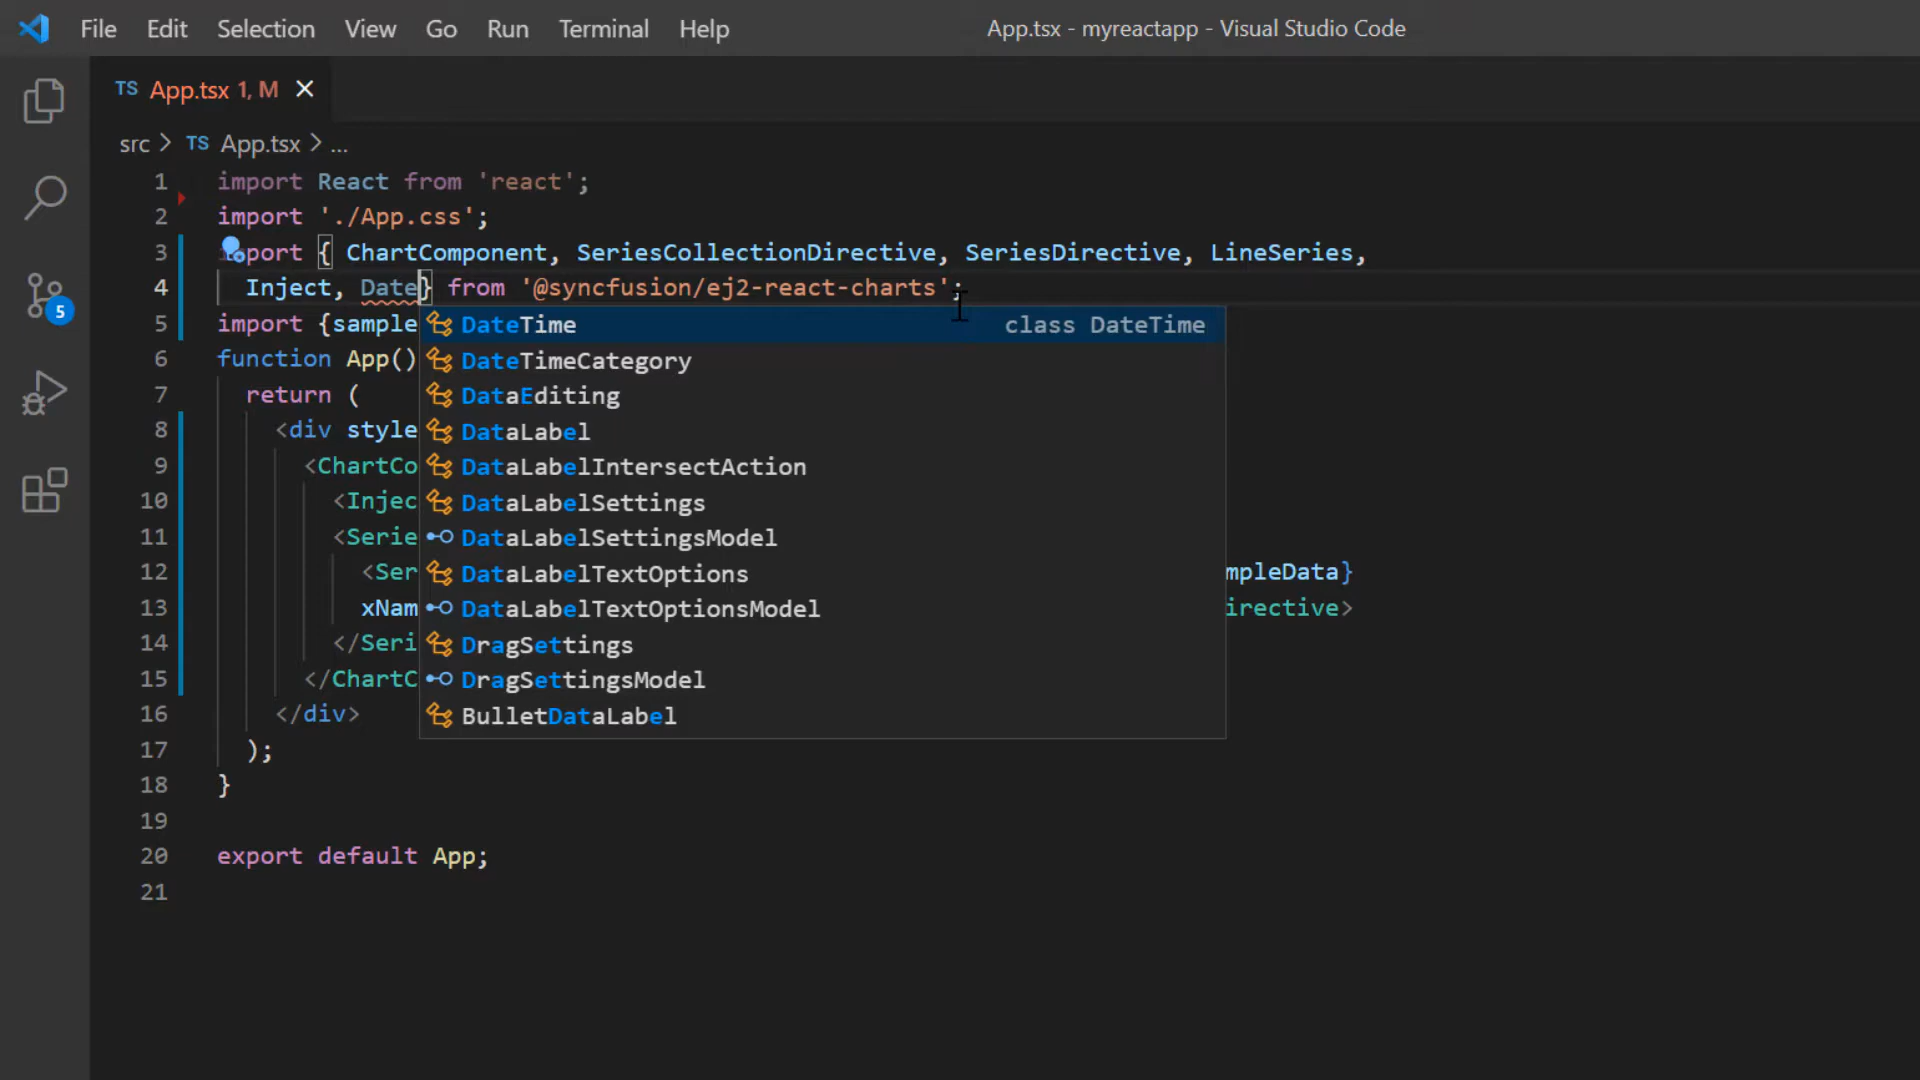 File Edit Selection View Go Run Terminal Help App.tsx - myreactapp - Visual Studio Code
TS App.tsx 1, M
src > TS App.tsx > ...
1 import React from 'react';
2 import './App.css';
3 import { ChartComponent, SeriesCollectionDirective, SeriesDirective, LineSeries,
4 Inject, Date} from '@syncfusion/ej2-react-charts';
5 import {sample
6 function App()
7 return (
8 <div style
9 <ChartCo
10 <Injec
11 <Serie
12 <Ser mpleData}
13 xNam irective>
14 </Seri
15 </ChartC
16 </div>
17 );
18 }
19
20 export default App;
21
DateTime class DateTime
DateTimeCategory
DataEditing
DataLabel
DataLabelIntersectAction
DataLabelSettings
DataLabelSettingsModel
DataLabelTextOptions
DataLabelTextOptionsModel
DragSettings
DragSettingsModel
BulletDataLabel
5